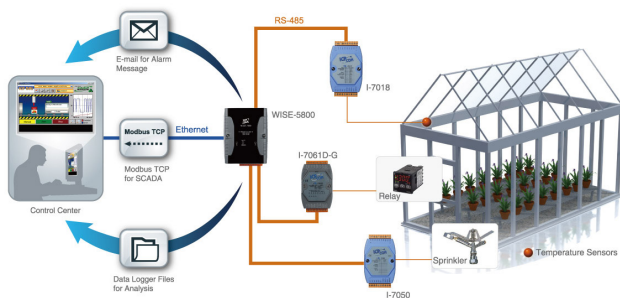 RS-485
E-mail for Alarm
Message
I-7018
WISE-5800
Modbus TCP
Ethernet
I-7061D-G
Modbus TCP
for SCADA
Relay
Control Center
Sprinkler
Temperature Sensors
Data Logger Files
for Analysis
I-7050